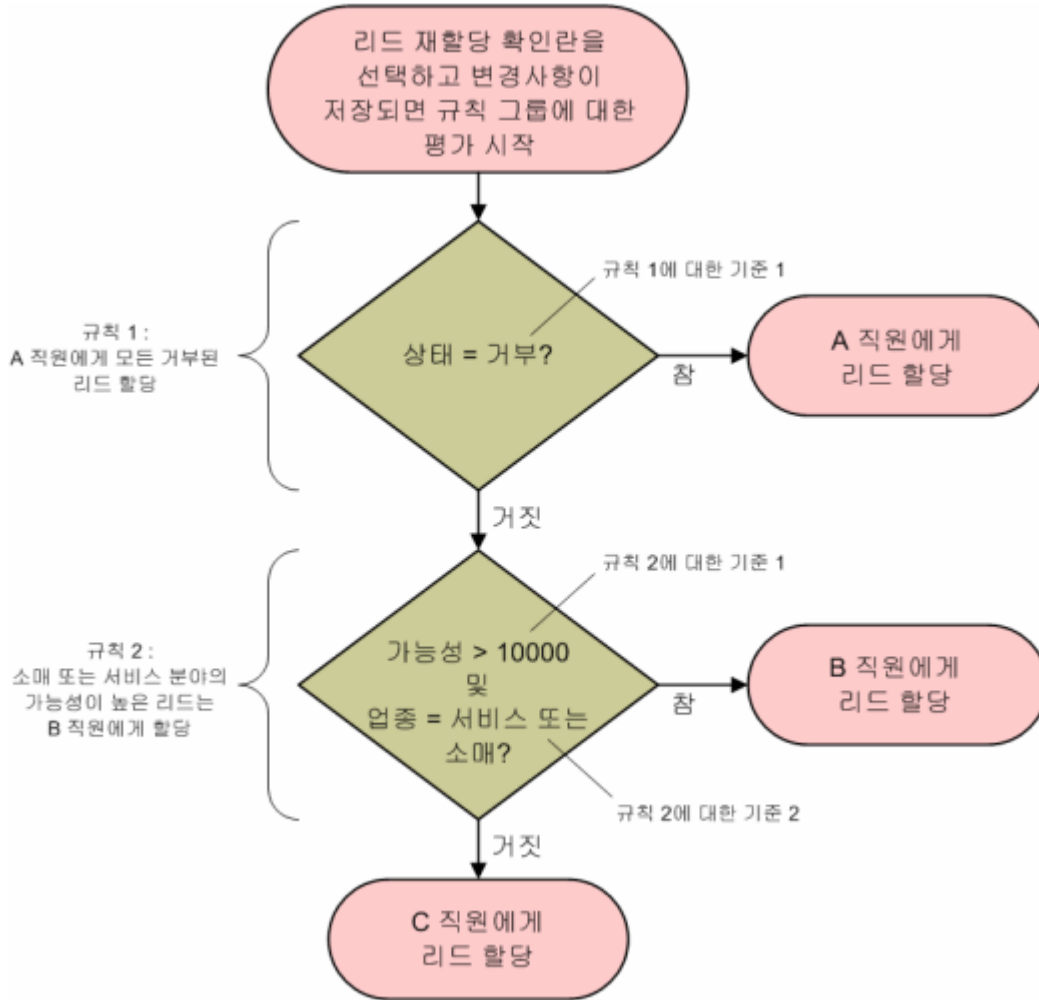 리드 재할당 확인란을
선택하고 변경사항이
저장되면 규칙 그룹에 대한
평가 시작
규칙 1에 대한 기준 1
규칙 1 :
A 직원에게 모든 거부된
리드 할당
상태 = 거부?
참
A 직원에게
리드 할당
거짓
규칙 2에 대한 기준 1
규칙 2 :
소매 또는 서비스 분야의
가능성이 높은 리드는
B 직원에게 할당
가능성 > 10000
및
업종 = 서비스 또는
소매?
참
B 직원에게
리드 할당
규칙 2에 대한 기준 2
거짓
C 직원에게
리드 할당